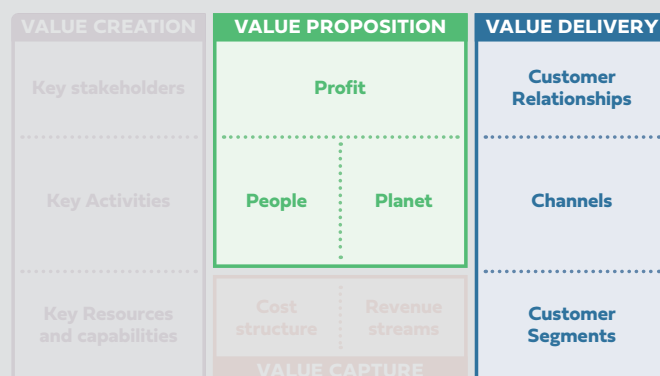 VALUE CREATION
Key stakeholders
Key Activities
Key Resources
and capabilities
VALUE PROPOSITION
Profit
People
Planet
Cost
structure
Revenue
streams
VALUE CAPTURE
VALUE DELIVERY
Customer
Relationships
Channels
Customer
Segments